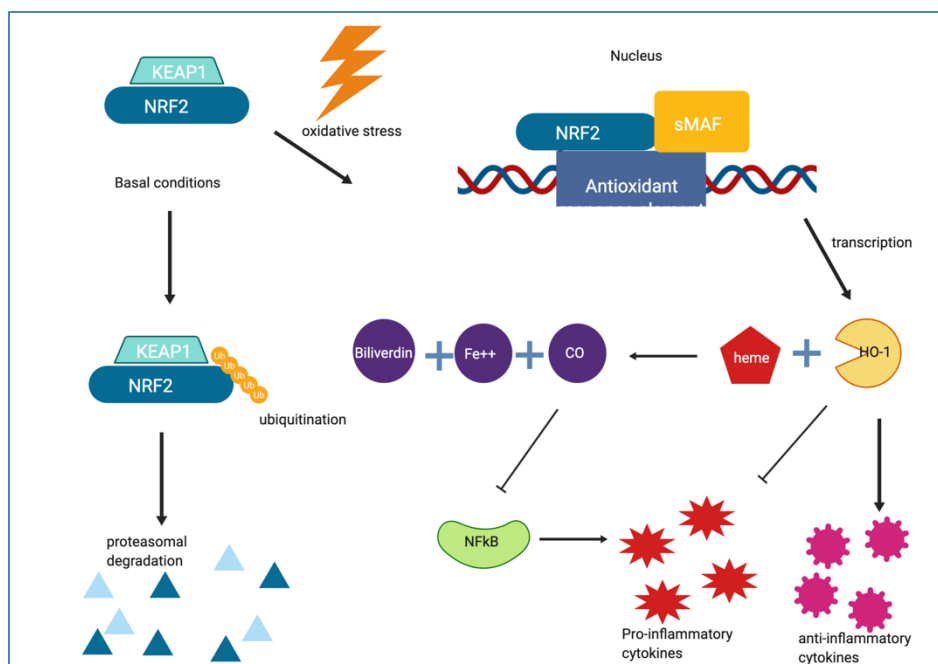 KEAP1
NRF2
oxidative stress
Basal conditions
Nucleus
NRF2
sMAF
Antioxidant
transcription
KEAP1
NRF2
Ub
Ub
Ub
Ub
Ub
ubiquitination
Biliverdin
Fe++
CO
heme
HO-1
proteasomal
degradation
NFkB
Pro-inflammatory
cytokines
anti-inflammatory
cytokines